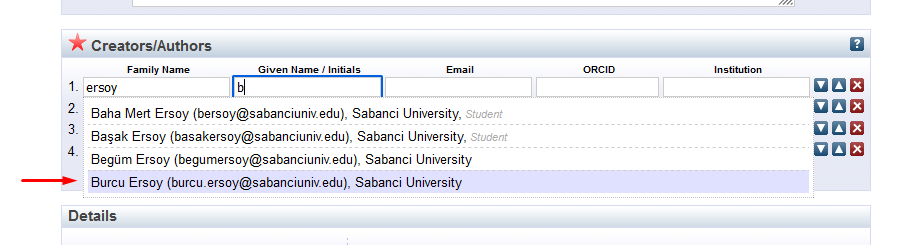 Creators/Authors
?
Family Name Given Name / Initials Email ORCID Institution
1. ersoy b
2.
Baha Mert Ersoy (bersoy@sabanciuniv.edu), Sabanci University, Student
3.
Başak Ersoy (basakersoy@sabanciuniv.edu), Sabanci University, Student
4.
Begüm Ersoy (begumersoy@sabanciuniv.edu), Sabanci University
Burcu Ersoy (burcu.ersoy@sabanciuniv.edu), Sabanci University
Details